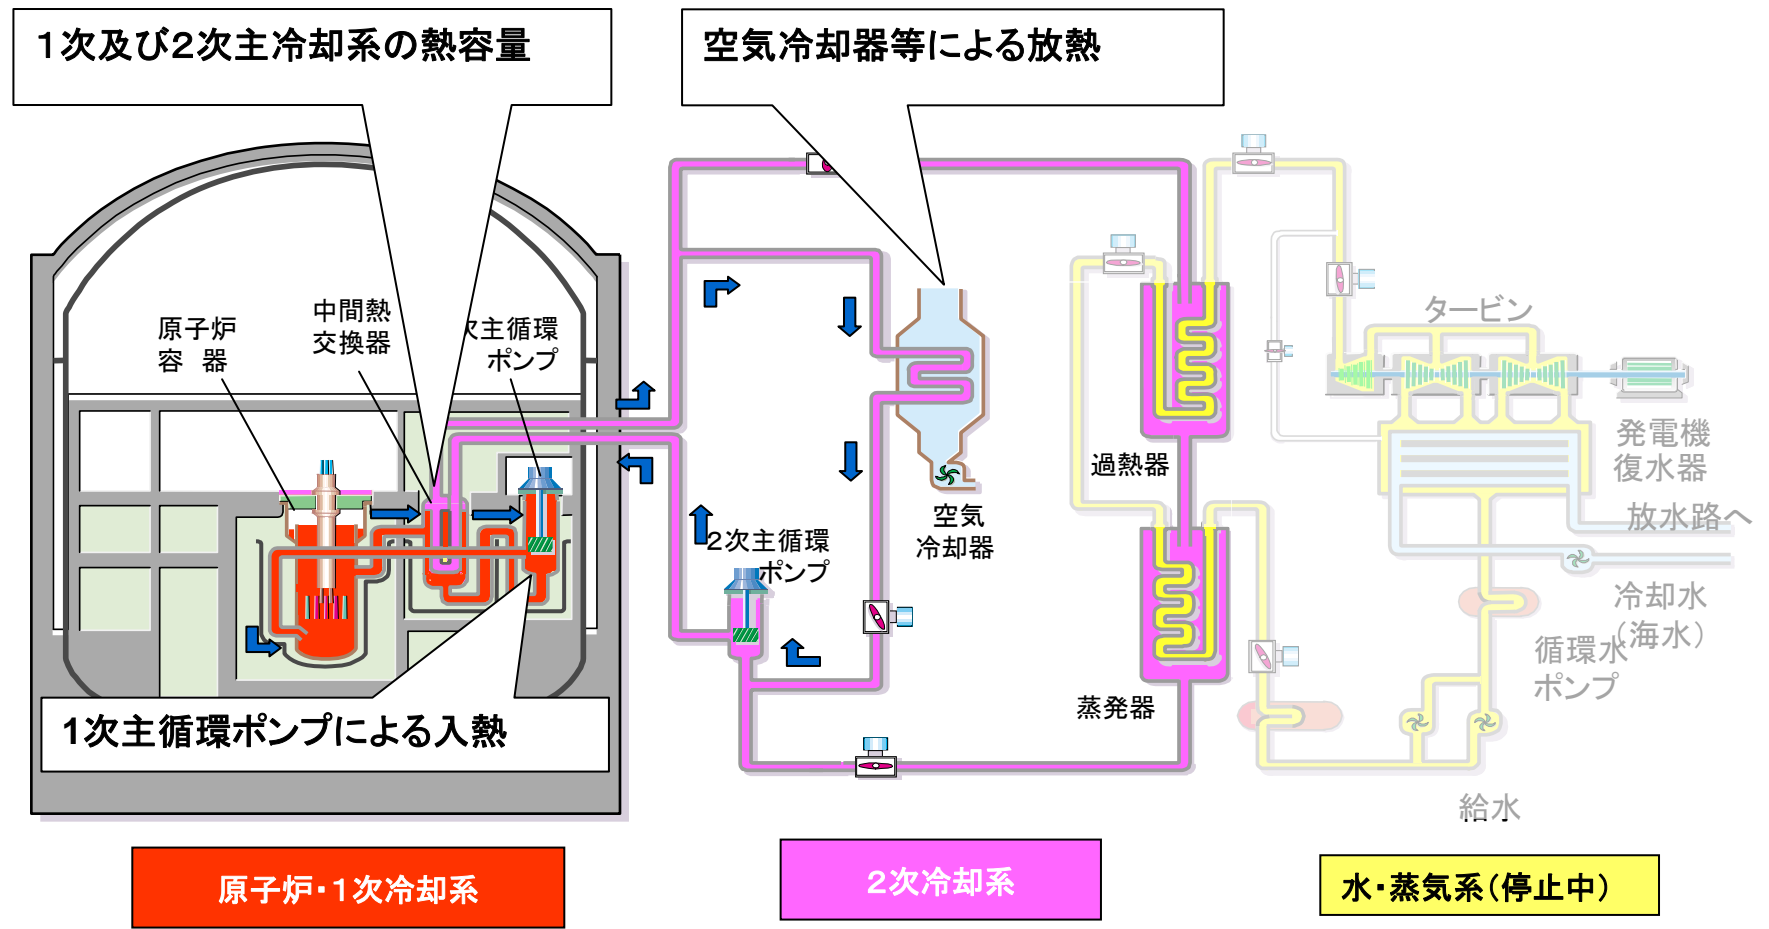 1次及び2次主冷却系の熱容量
空気冷却器等による放熱
原子炉
容 器
中間熱
交換器
次主循環
ポンプ
タービン
発電機
復水器
過熱器
空気
冷却器
放水路へ
2次主循環
ポンプ
冷却水
(海水)
循環水
ポンプ
蒸発器
1次主循環ポンプによる入熱
給水
原子炉・1次冷却系
2次冷却系
水・蒸気系(停止中)